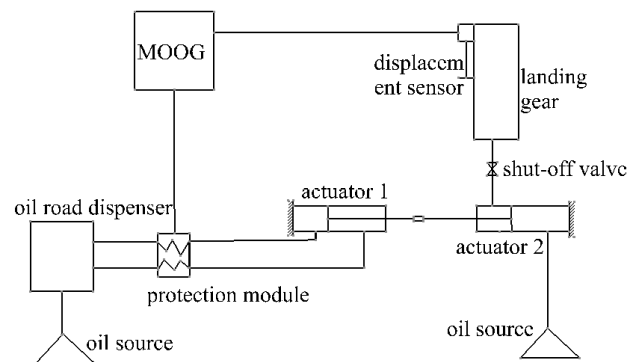 MOOG
displacem
ent sensor
landing
gear
shut-off valve
actuator 1
oil road dispenser
actuator 2
protection module
oil source
oil source